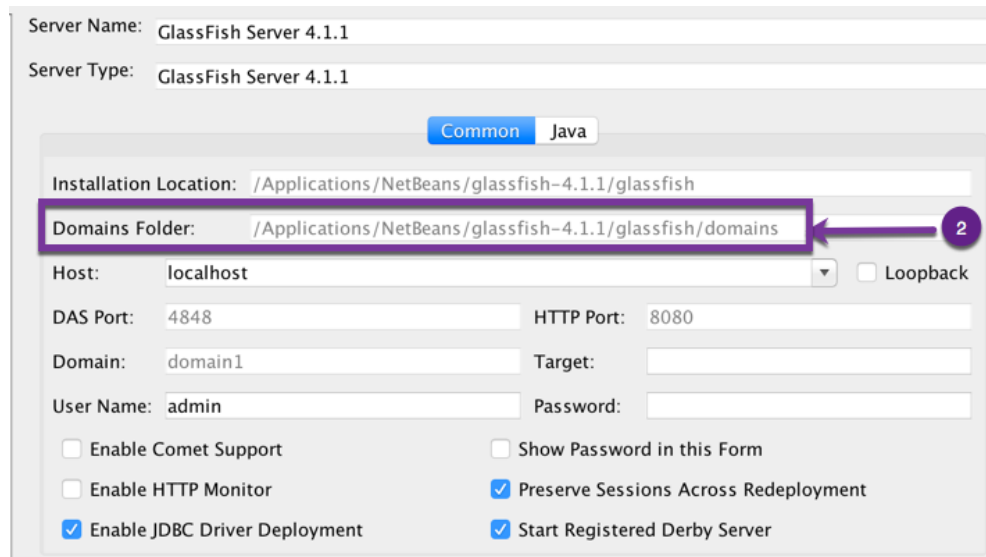 Server Name: GlassFish Server 4.1.1
Server Type: GlassFish Server 4.1.1
Common Java
Installation Location: /Applications/NetBeans/glassfish-4.1.1/glassfish
Domains Folder: /Applications/NetBeans/glassfish-4.1.1/glassfish/domains 2
Host: localhost Loopback
DAS Port: 4848 HTTP Port: 8080
Domain: domain1 Target:
User Name: admin Password:
Enable Comet Support Show Password in this Form
Enable HTTP Monitor Preserve Sessions Across Redeployment
Enable JDBC Driver Deployment Start Registered Derby Server